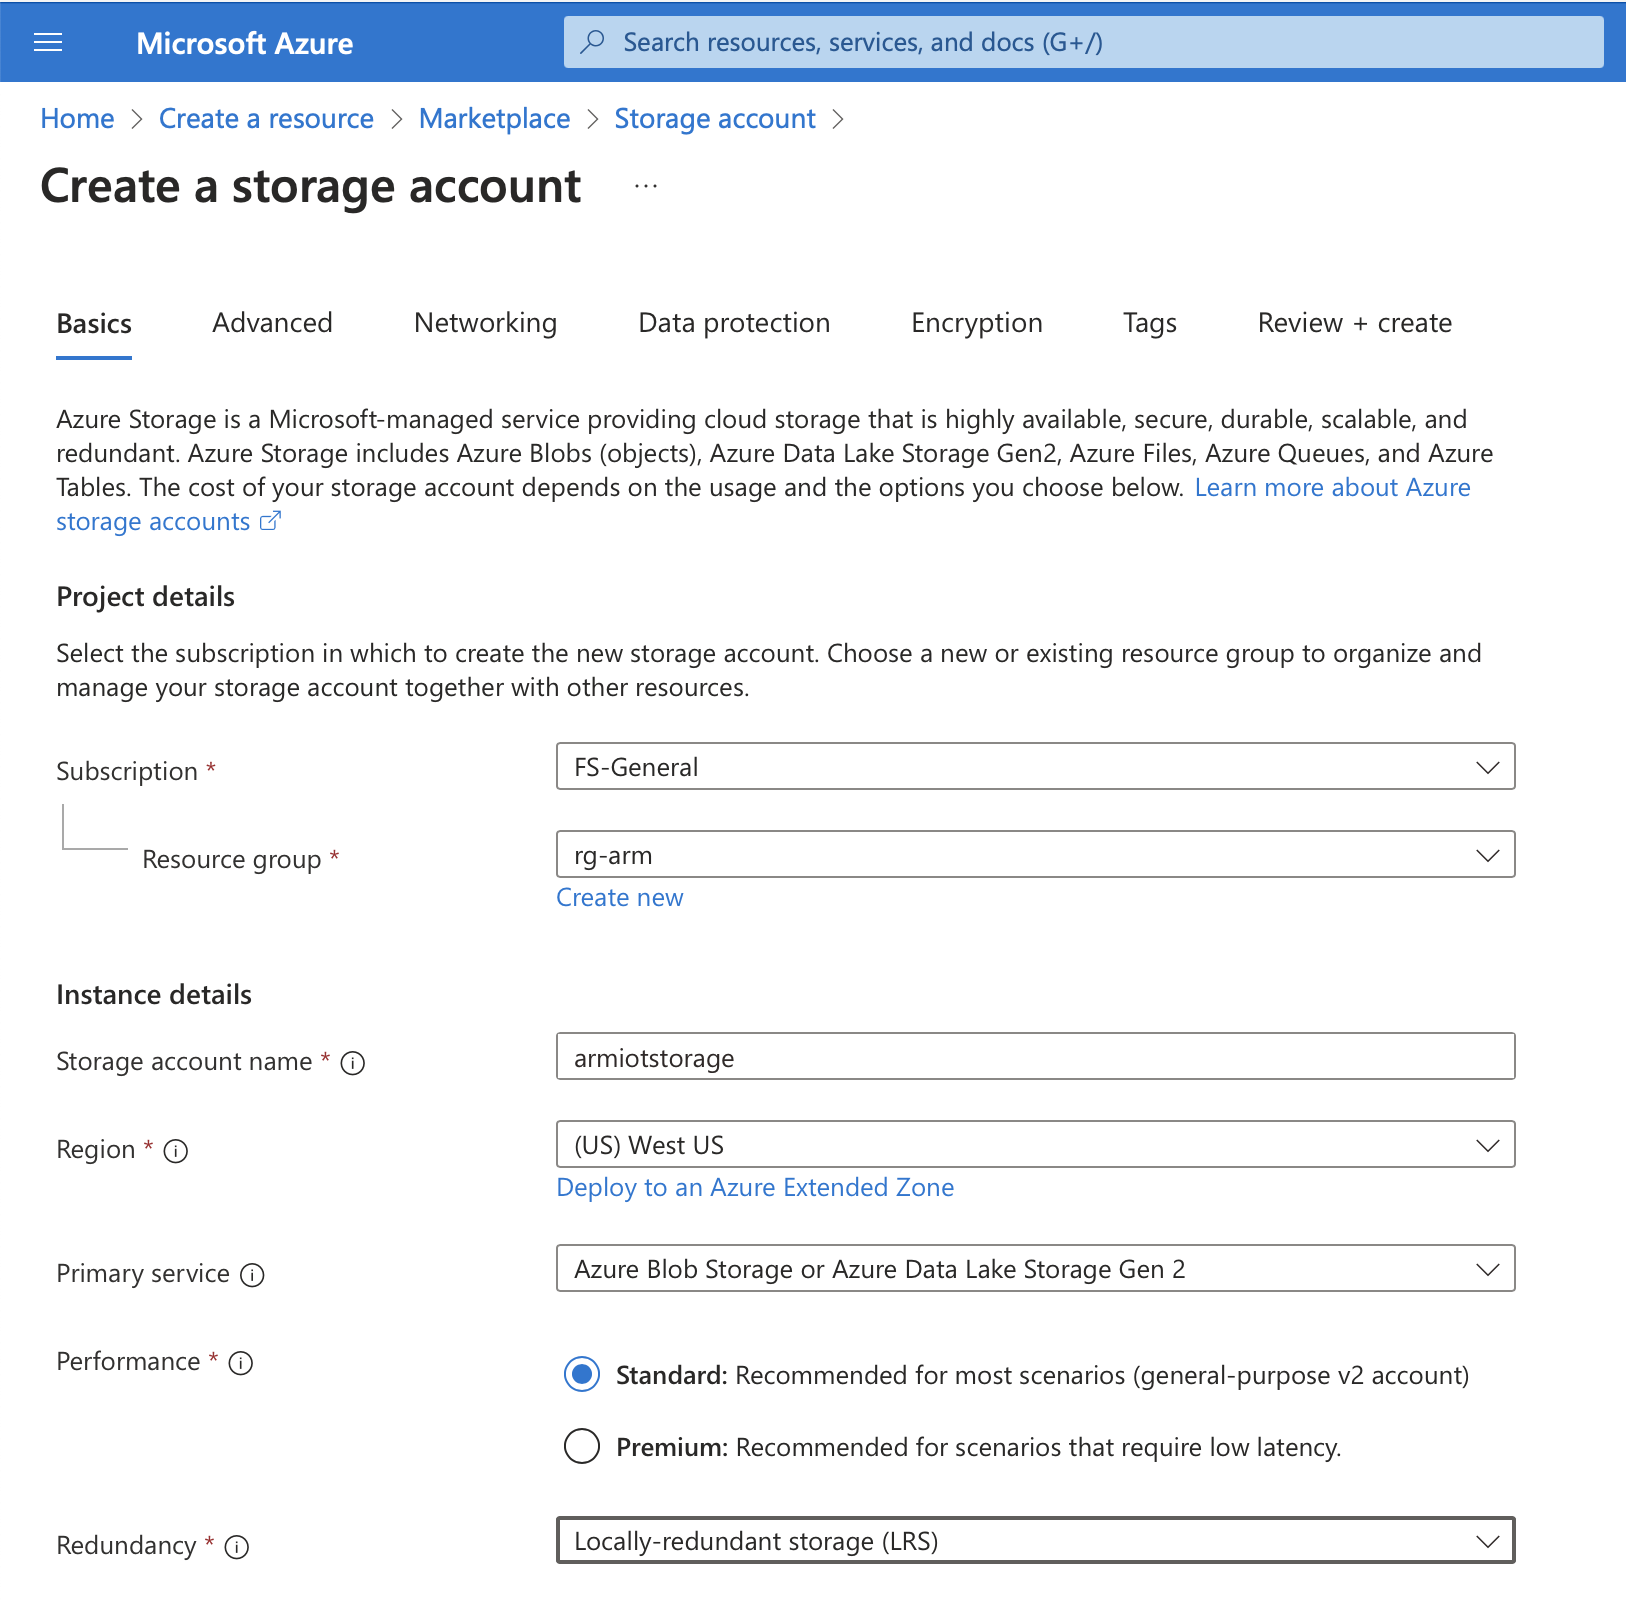 Microsoft Azure
Search resources, services, and docs (G+/)
Home > Create a resource > Marketplace > Storage account >
Create a storage account ...
Basics Advanced Networking Data protection Encryption Tags Review + create
Azure Storage is a Microsoft-managed service providing cloud storage that is highly available, secure, durable, scalable, and
redundant. Azure Storage includes Azure Blobs (objects), Azure Data Lake Storage Gen2, Azure Files, Azure Queues, and Azure
Tables. The cost of your storage account depends on the usage and the options you choose below. Learn more about Azure
storage accounts
Project details
Select the subscription in which to create the new storage account. Choose a new or existing resource group to organize and
manage your storage account together with other resources.
Subscription *
FS-General
Resource group *
rg-arm
Create new
Instance details
Storage account name *
armiotstorage
Region *
(US) West US
Deploy to an Azure Extended Zone
Primary service
Azure Blob Storage or Azure Data Lake Storage Gen 2
Performance *
Standard: Recommended for most scenarios (general-purpose v2 account)
Premium: Recommended for scenarios that require low latency.
Redundancy *
Locally-redundant storage (LRS)